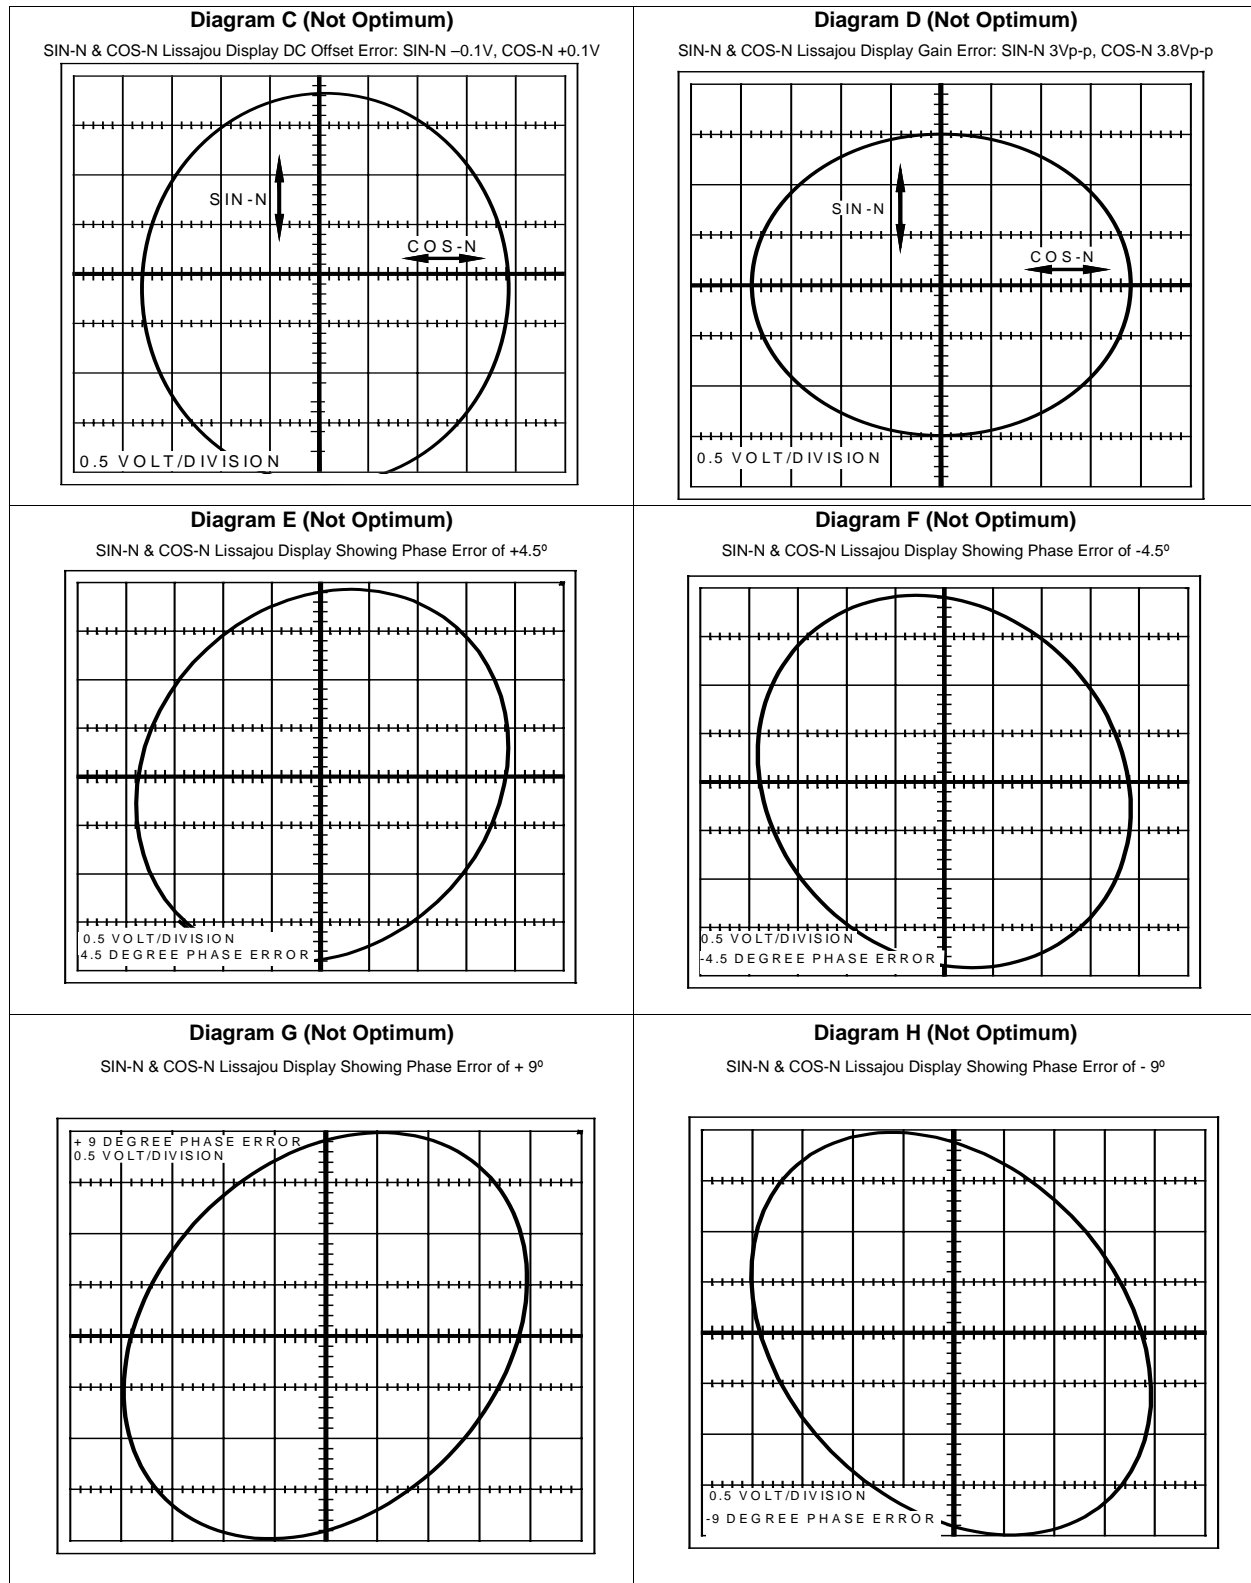 Diagram C (Not Optimum)
SIN-N & COS-N Lissajou Display DC Offset Error: SIN-N –0.1V, COS-N +0.1V
SIN-N
COS-N
0.5 VOLT/DIVISION
Diagram D (Not Optimum)
SIN-N & COS-N Lissajou Display Gain Error: SIN-N 3Vp-p, COS-N 3.8Vp-p
SIN-N
COS-N
0.5 VOLT/DIVISION
Diagram E (Not Optimum)
SIN-N & COS-N Lissajou Display Showing Phase Error of +4.5º
0.5 VOLT/DIVISION
4.5 DEGREE PHASE ERROR
Diagram F (Not Optimum)
SIN-N & COS-N Lissajou Display Showing Phase Error of -4.5º
0.5 VOLT/DIVISION
-4.5 DEGREE PHASE ERROR
Diagram G (Not Optimum)
SIN-N & COS-N Lissajou Display Showing Phase Error of + 9º
+ 9 DEGREE PHASE ERROR
0.5 VOLT/DIVISION
Diagram H (Not Optimum)
SIN-N & COS-N Lissajou Display Showing Phase Error of - 9º
0.5 VOLT/DIVISION
-9 DEGREE PHASE ERROR